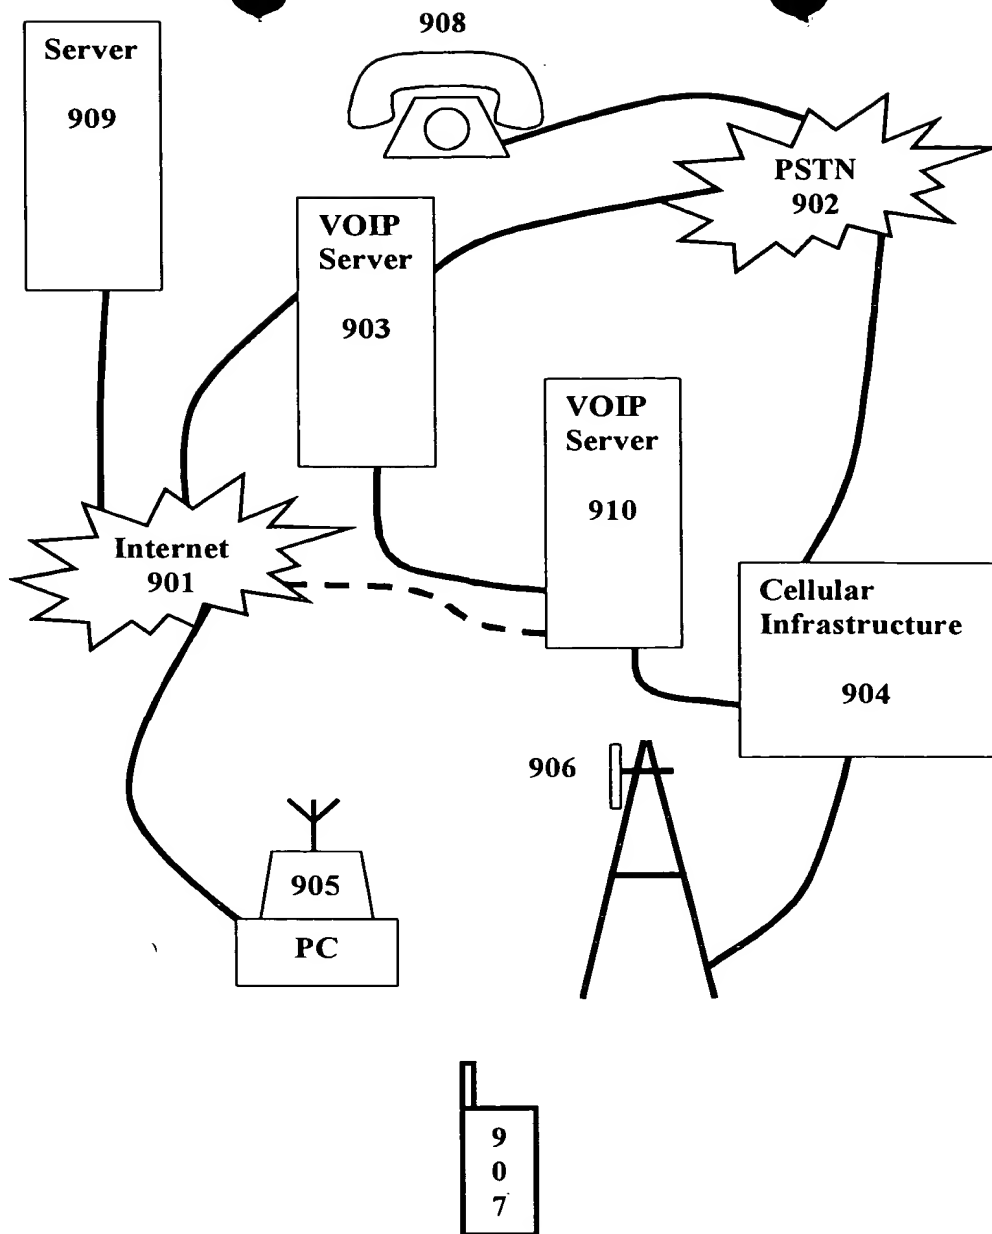 908
Server
909
PSTN
902
VOIP
Server
903
VOIP
Server
910
Internet
901
Cellular
Infrastructure
904
906
905
PC
9
0
7